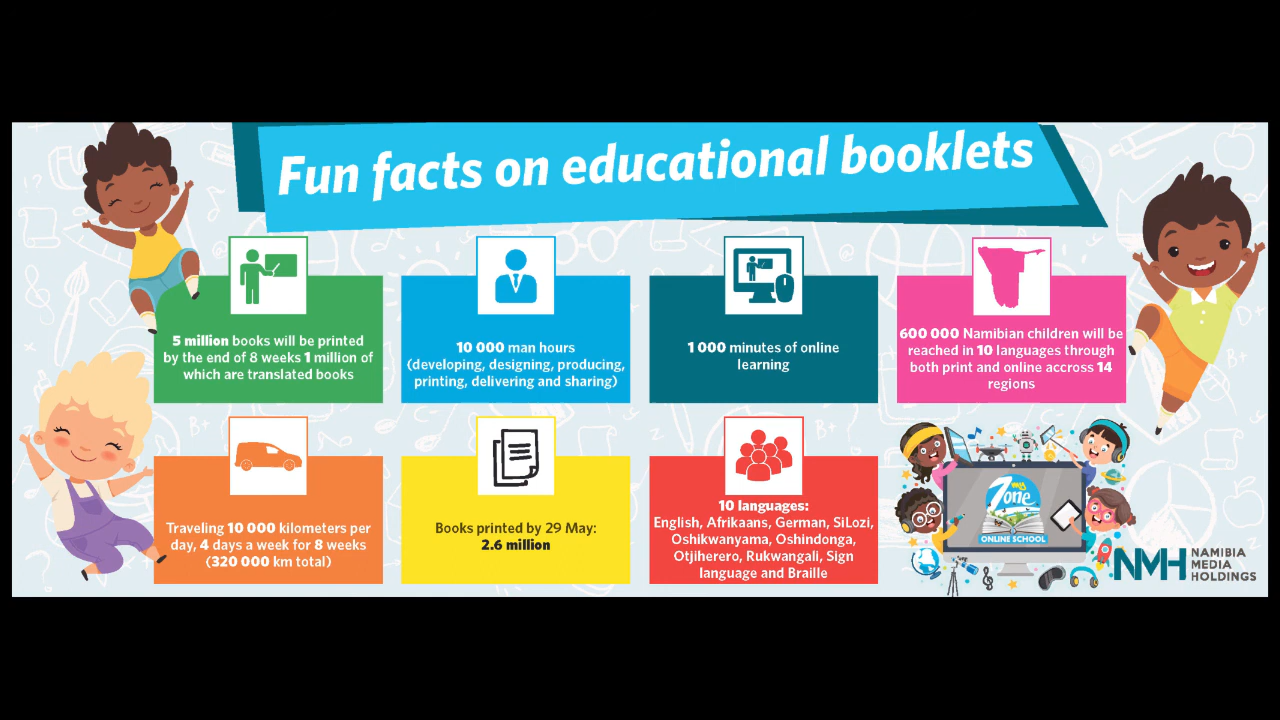 Fun facts on educational booklets
5 million books will be printed
by the end of 8 weeks 1 million of
which are translated books
10 000 man hours
(developing, designing, producing,
printing, delivering and sharing)
1 000 minutes of online
learning
600 000 Namibian children will be
reached in 10 languages through
both print and online accross 14
regions
Traveling 10 000 kilometers per
day, 4 days a week for 8 weeks
(320 000 km total)
Books printed by 29 May:
2.6 million
10 languages:
English, Afrikaans, German, SiLozi,
Oshikwanyama, Oshindonga,
Otjiherero, Rukwangali, Sign
language and Braille
my
Zone
ONLINE SCHOOL
NMH
NAMIBIA
MEDIA
HOLDINGS